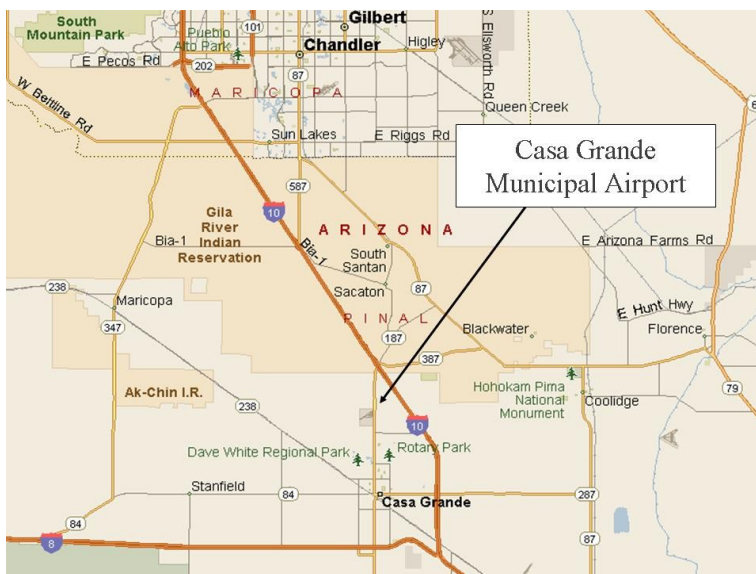 South
Mountain Park
Pueblo
Alto Park
E Pecos Rd
202
101
Gilbert
Chandler
87
Higley
S Ellsworth Rd
MARICOPA
W Beltline Rd
Queen Creek
Sun Lakes
E Riggs Rd
Casa Grande
Municipal Airport
587
10
Gila
River
Indian
Reservation
ARIZONA
Bia-1
Bia-1
South
Santan
E Arizona Farms Rd
238
Maricopa
Sacaton
87
E Hunt Hwy
347
PINAL
187
Blackwater
Florence
387
Ak-Chin I.R.
238
Hohokam Pima
National
Monument
Coolidge
79
10
Dave White Regional Park
Rotary Park
Stanfield
84
Casa Grande
287
84
8